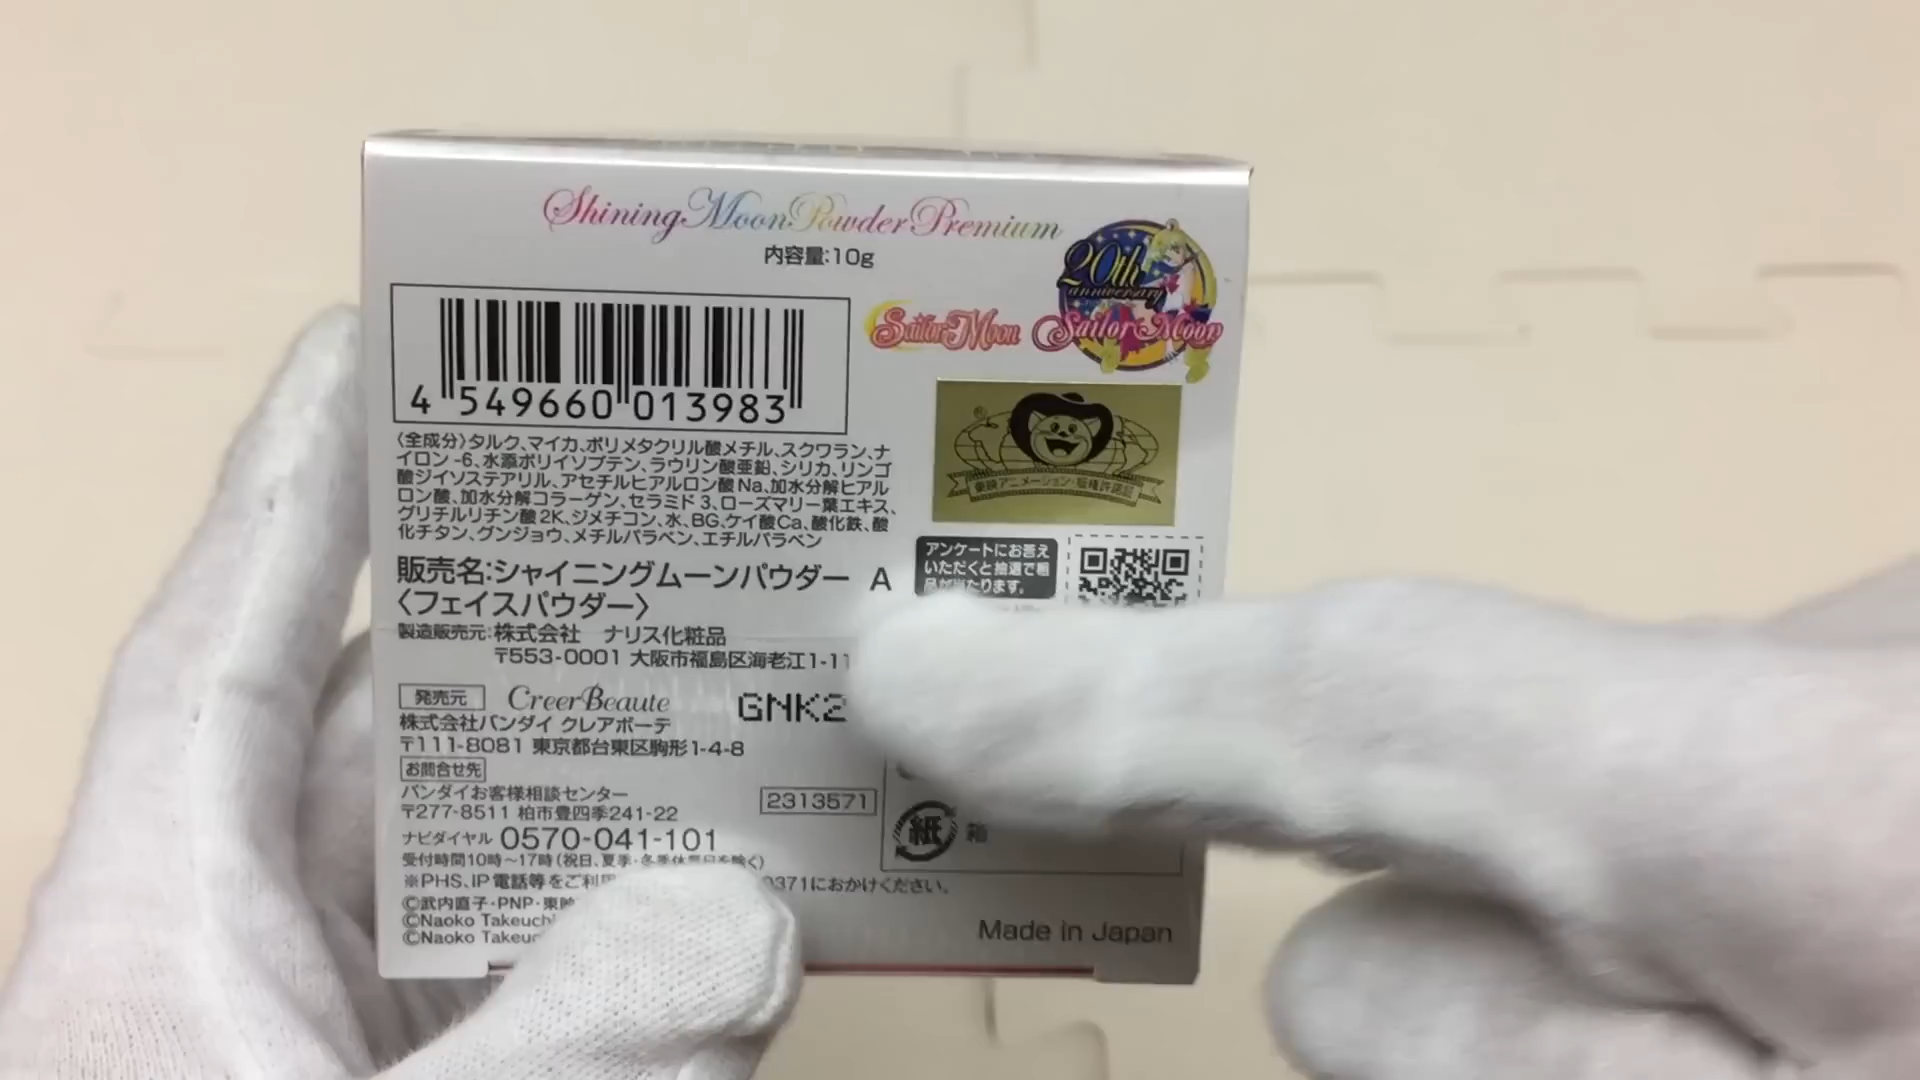 Shining Moon Powder Premium
内容量:10g
20th
anniversary
Sailor Moon
Sailor Moon
4 549660 013983
〈全成分〉タルク、マイカ、ポリメタクリル酸メチル、スクワラン、ナ
イロン-6、水添ポリイソブテン、ラウリン酸亜鉛、シリカ、リンゴ
酸ジイソステアリル、アセチルヒアルロン酸Na、加水分解ヒアル
ロン酸、加水分解コラーゲン、セラミド3、ローズマリー葉エキス、
グリチルリチン酸2K、ジメチコン、水、BG、ケイ酸Ca、酸化鉄、酸
化チタン、グンジョウ、メチルパラベン、エチルパラベン
東映アニメーション・版権許諾証
アンケートにお答え
いただくと抽選で粗
品が当たります。
販売名:シャイニングムーンパウダー A
〈フェイスパウダー〉
製造販売元:株式会社 ナリス化粧品
〒553-0001 大阪市福島区海老江1-11
発売元 CreerBeaute
GNK2
株式会社バンダイ クレアボーテ
〒111-8081 東京都台東区駒形1-4-8
お問合せ先
バンダイお客様相談センター
〒277-8511 柏市豊四季241-22
2313571
ナビダイヤル 0570-041-101
受付時間10時~17時(祝日、夏季・冬季休業日を除く)
※PHS、IP電話等をご利 0371におかけください。
紙 箱
©武内直子・PNP・東映
©Naoko Takeuchi
©Naoko Takeuc
Made in Japan